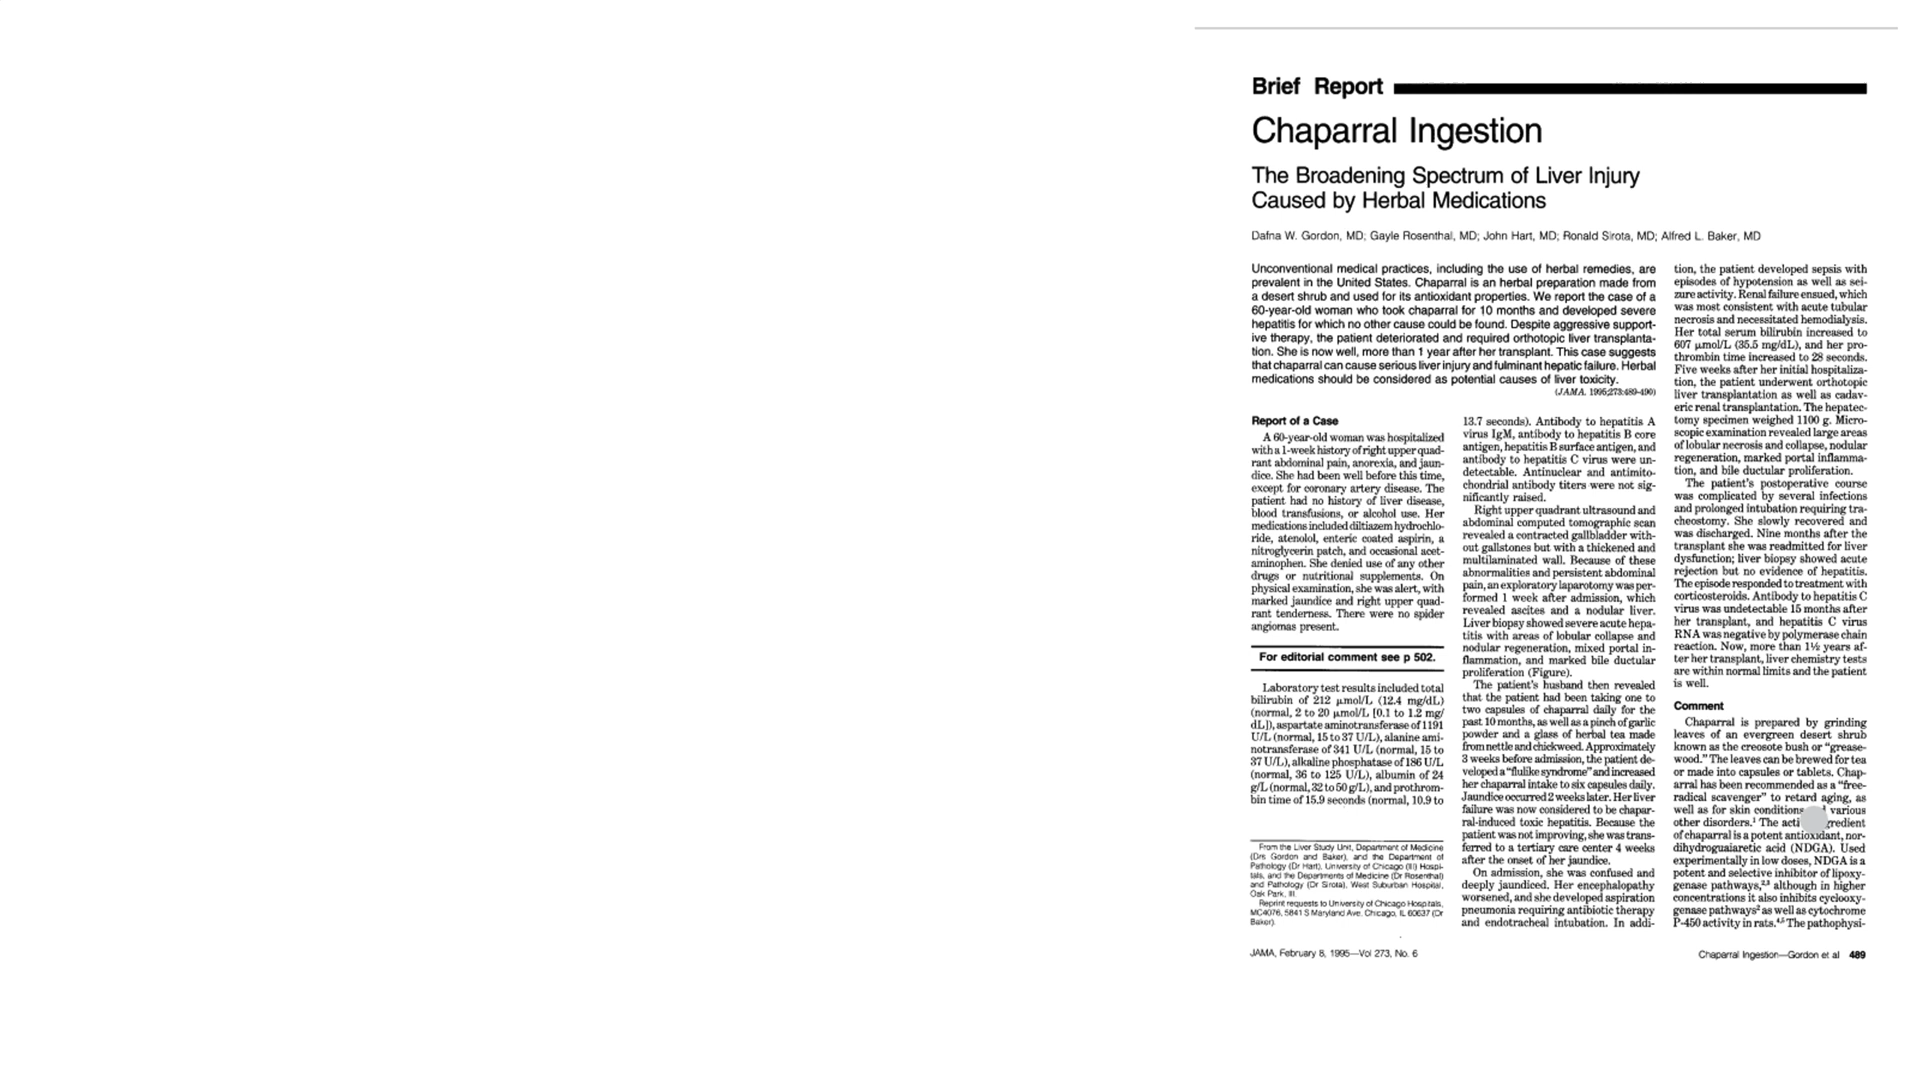 Brief Report
Chaparral Ingestion
The Broadening Spectrum of Liver Injury
Caused by Herbal Medications
Dafna W. Gordon, MD; Gayle Rosenthal, MD; John Hart, MD; Ronald Sirota, MD; Alfred L. Baker, MD
Unconventional medical practices, including the use of herbal remedies, are
prevalent in the United States. Chaparral is an herbal preparation made from
a desert shrub and used for its antioxidant properties. We report the case of a
60-year-old woman who took chaparral for 10 months and developed severe
hepatitis for which no other cause could be found. Despite aggressive support-
ive therapy, the patient deteriorated and required orthotopic liver transplanta-
tion. She is now well, more than 1 year after her transplant. This case suggests
that chaparral can cause serious liver injury and fulminant hepatic failure. Herbal
medications should be considered as potential causes of liver toxicity.
(JAMA. 1995;273:489-490)
Report of a Case
A 60-year-old woman was hospitalized
with a 1-week history of right upper quad-
rant abdominal pain, anorexia, and jaun-
dice. She had been well before this time,
except for coronary artery disease. The
patient had no history of liver disease,
blood transfusions, or alcohol use. Her
medications included diltiazem hydrochlo-
ride, atenolol, enteric coated aspirin, a
nitroglycerin patch, and occasional acet-
aminophen. She denied use of any other
drugs or nutritional supplements. On
physical examination, she was alert, with
marked jaundice and right upper quad-
rant tenderness. There were no spider
angiomas present.
For editorial comment see p 502.
Laboratory test results included total
bilirubin of 212 µmol/L (12.4 mg/dL)
(normal, 2 to 20 µmol/L [0.1 to 1.2 mg/
dL]), aspartate aminotransferase of 1191
U/L (normal, 15 to 37 U/L), alanine ami-
notransferase of 341 U/L (normal, 15 to
37 U/L), alkaline phosphatase of 186 U/L
(normal, 36 to 125 U/L), albumin of 24
g/L (normal, 32 to 50 g/L), and prothrom-
bin time of 15.9 seconds (normal, 10.9 to
From the Liver Study Unit, Department of Medicine
(Drs Gordon and Baker), and the Department of
Pathology (Dr Hart), University of Chicago (Ill) Hospi-
tals, and the Departments of Medicine (Dr Rosenthal)
and Pathology (Dr Sirota), West Suburban Hospital,
Oak Park, Ill.
Reprint requests to University of Chicago Hospitals,
MC4076, 5841 S Maryland Ave, Chicago, IL 60637 (Dr
Baker).
13.7 seconds). Antibody to hepatitis A
virus IgM, antibody to hepatitis B core
antigen, hepatitis B surface antigen, and
antibody to hepatitis C virus were un-
detectable. Antinuclear and antimito-
chondrial antibody titers were not sig-
nificantly raised.
Right upper quadrant ultrasound and
abdominal computed tomographic scan
revealed a contracted gallbladder with-
out gallstones but with a thickened and
multilaminated wall. Because of these
abnormalities and persistent abdominal
pain, an exploratory laparotomy was per-
formed 1 week after admission, which
revealed ascites and a nodular liver.
Liver biopsy showed severe acute hepa-
titis with areas of lobular collapse and
nodular regeneration, mixed portal in-
flammation, and marked bile ductular
proliferation (Figure).
The patient's husband then revealed
that the patient had been taking one to
two capsules of chaparral daily for the
past 10 months, as well as a pinch of garlic
powder and a glass of herbal tea made
from nettle and chickweed. Approximately
3 weeks before admission, the patient de-
veloped a "flulike syndrome" and increased
her chaparral intake to six capsules daily.
Jaundice occurred 2 weeks later. Her liver
failure was now considered to be chapar-
ral-induced toxic hepatitis. Because the
patient was not improving, she was trans-
ferred to a tertiary care center 4 weeks
after the onset of her jaundice.
On admission, she was confused and
deeply jaundiced. Her encephalopathy
worsened, and she developed aspiration
pneumonia requiring antibiotic therapy
and endotracheal intubation. In addi-
tion, the patient developed sepsis with
episodes of hypotension as well as sei-
zure activity. Renal failure ensued, which
was most consistent with acute tubular
necrosis and necessitated hemodialysis.
Her total serum bilirubin increased to
607 µmol/L (35.5 mg/dL), and her pro-
thrombin time increased to 28 seconds.
Five weeks after her initial hospitaliza-
tion, the patient underwent orthotopic
liver transplantation as well as cadav-
eric renal transplantation. The hepatec-
tomy specimen weighed 1100 g. Micro-
scopic examination revealed large areas
of lobular necrosis and collapse, nodular
regeneration, marked portal inflamma-
tion, and bile ductular proliferation.
The patient's postoperative course
was complicated by several infections
and prolonged intubation requiring tra-
cheostomy. She slowly recovered and
was discharged. Nine months after the
transplant she was readmitted for liver
dysfunction; liver biopsy showed acute
rejection but no evidence of hepatitis.
The episode responded to treatment with
corticosteroids. Antibody to hepatitis C
virus was undetectable 15 months after
her transplant, and hepatitis C virus
RNA was negative by polymerase chain
reaction. Now, more than 1½ years af-
ter her transplant, liver chemistry tests
are within normal limits and the patient
is well.
Comment
Chaparral is prepared by grinding
leaves of an evergreen desert shrub
known as the creosote bush or "grease-
wood." The leaves can be brewed for tea
or made into capsules or tablets. Chap-
arral has been recommended as a "free-
radical scavenger" to retard aging, as
well as for skin conditions various
other disorders.¹ The
of chaparral is a potent antioxidant, nor-
dihydroguaiaretic acid (NDGA). Used
experimentally in low doses, NDGA is a
potent and selective inhibitor of lipoxy-
genase pathways,²,³ although in higher
concentrations it also inhibits cyclooxy-
genase pathways² as well as cytochrome
P-450 activity in rats.⁴,⁵ The pathophysi-
JAMA, February 8, 1995—Vol 273, No. 6
Chaparral Ingestion—Gordon et al 489